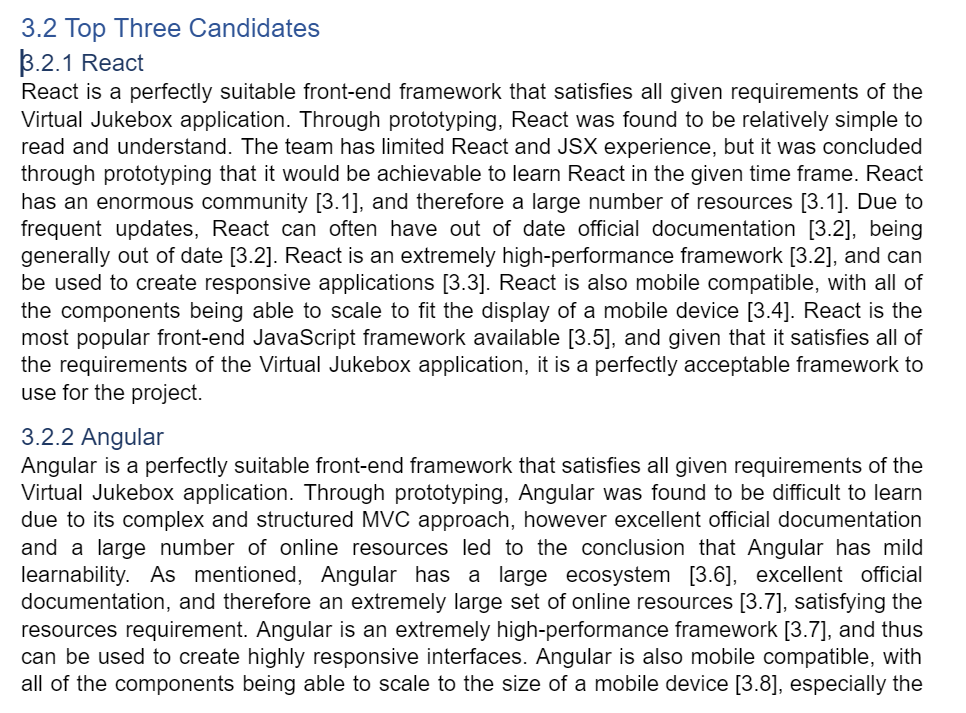 3.2 Top Three Candidates
3.2.1 React
React is a perfectly suitable front-end framework that satisfies all given requirements of the
Virtual Jukebox application. Through prototyping, React was found to be relatively simple to
read and understand. The team has limited React and JSX experience, but it was concluded
through prototyping that it would be achievable to learn React in the given time frame. React
has an enormous community [3.1], and therefore a large number of resources [3.1]. Due to
frequent updates, React can often have out of date official documentation [3.2], being
generally out of date [3.2]. React is an extremely high-performance framework [3.2], and can
be used to create responsive applications [3.3]. React is also mobile compatible, with all of
the components being able to scale to fit the display of a mobile device [3.4]. React is the
most popular front-end JavaScript framework available [3.5], and given that it satisfies all of
the requirements of the Virtual Jukebox application, it is a perfectly acceptable framework to
use for the project.
3.2.2 Angular
Angular is a perfectly suitable front-end framework that satisfies all given requirements of the
Virtual Jukebox application. Through prototyping, Angular was found to be difficult to learn
due to its complex and structured MVC approach, however excellent official documentation
and a large number of online resources led to the conclusion that Angular has mild
learnability. As mentioned, Angular has a large ecosystem [3.6], excellent official
documentation, and therefore an extremely large set of online resources [3.7], satisfying the
resources requirement. Angular is an extremely high-performance framework [3.7], and thus
can be used to create highly responsive interfaces. Angular is also mobile compatible, with
all of the components being able to scale to the size of a mobile device [3.8], especially the